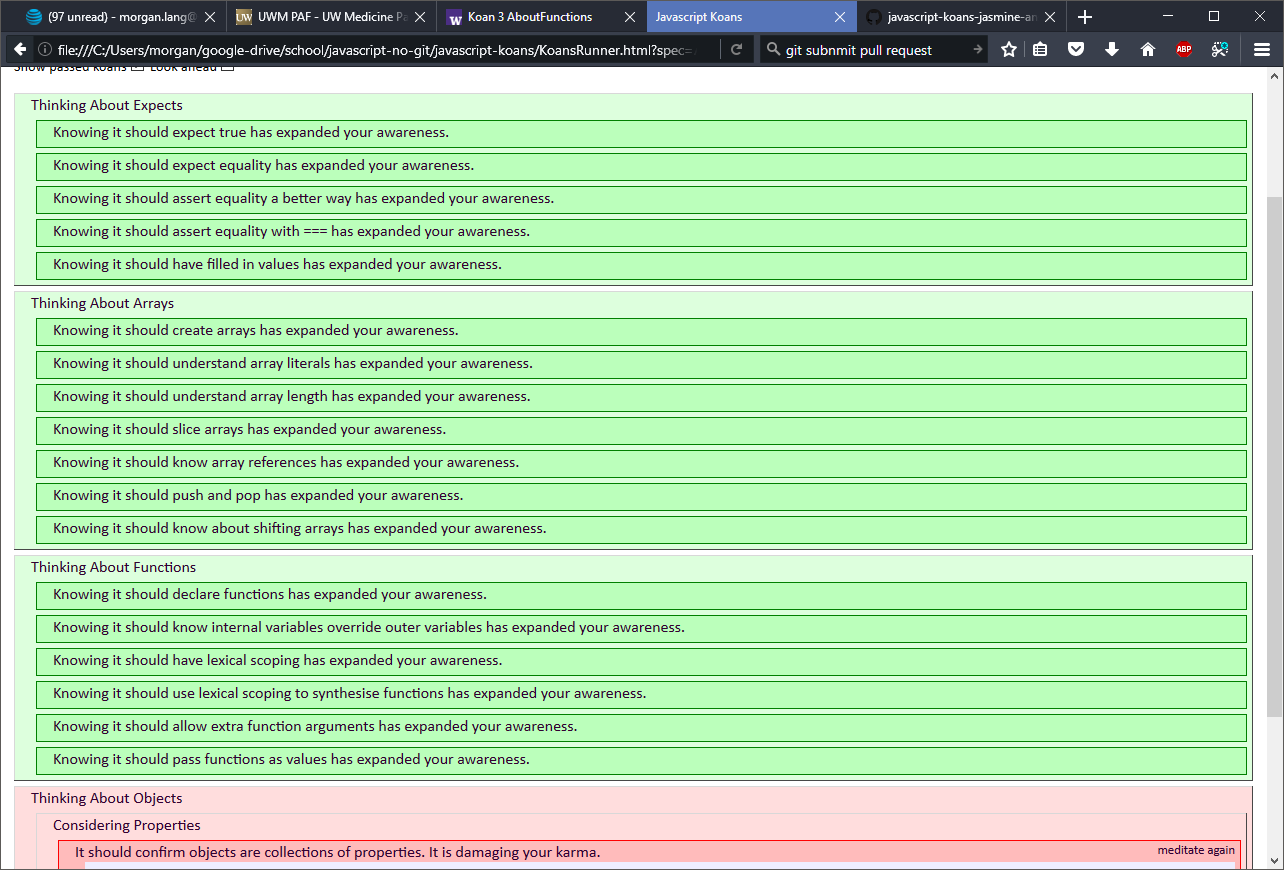 (97 unread) - morgan.lang@
UWM PAF - UW Medicine Pa
Koan 3 AboutFunctions
Javascript Koans
javascript-koans-jasmine-an
file:///C:/Users/morgan/google-drive/school/javascript-no-git/javascript-koans/KoansRunner.html?spec=
git subnmit pull request
ABP
Show passed koans Look ahead
Thinking About Expects
Knowing it should expect true has expanded your awareness.
Knowing it should expect equality has expanded your awareness.
Knowing it should assert equality a better way has expanded your awareness.
Knowing it should assert equality with === has expanded your awareness.
Knowing it should have filled in values has expanded your awareness.
Thinking About Arrays
Knowing it should create arrays has expanded your awareness.
Knowing it should understand array literals has expanded your awareness.
Knowing it should understand array length has expanded your awareness.
Knowing it should slice arrays has expanded your awareness.
Knowing it should know array references has expanded your awareness.
Knowing it should push and pop has expanded your awareness.
Knowing it should know about shifting arrays has expanded your awareness.
Thinking About Functions
Knowing it should declare functions has expanded your awareness.
Knowing it should know internal variables override outer variables has expanded your awareness.
Knowing it should have lexical scoping has expanded your awareness.
Knowing it should use lexical scoping to synthesise functions has expanded your awareness.
Knowing it should allow extra function arguments has expanded your awareness.
Knowing it should pass functions as values has expanded your awareness.
Thinking About Objects
Considering Properties
It should confirm objects are collections of properties. It is damaging your karma.
meditate again